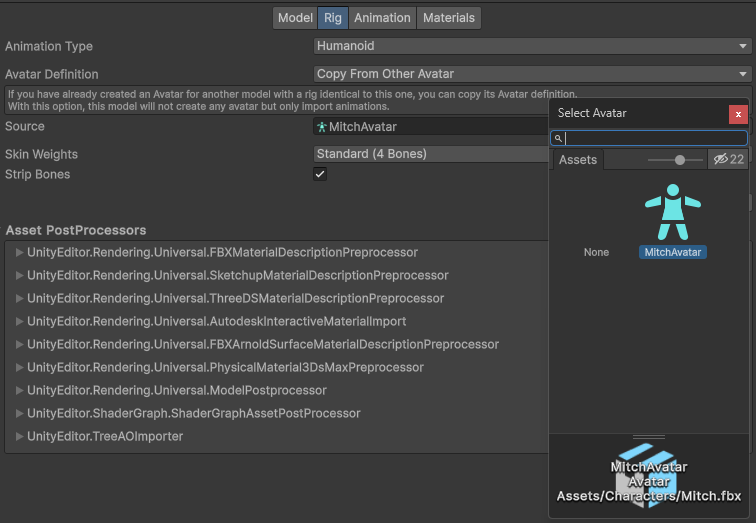 Model Rig Animation Materials
Animation Type Humanoid
Avatar Definition Copy From Other Avatar
If you have already created an Avatar for another model with a rig identical to this one, you can copy its Avatar definition.
With this option, this model will not create any avatar but only import animations.
Source MitchAvatar
Skin Weights Standard (4 Bones)
Strip Bones
Asset PostProcessors
UnityEditor.Rendering.Universal.FBXMaterialDescriptionPreprocessor
UnityEditor.Rendering.Universal.SketchupMaterialDescriptionPreprocessor
UnityEditor.Rendering.Universal.ThreeDSMaterialDescriptionPreprocessor
UnityEditor.Rendering.Universal.AutodeskInteractiveMaterialImport
UnityEditor.Rendering.Universal.FBXArnoldSurfaceMaterialDescriptionPreprocessor
UnityEditor.Rendering.Universal.PhysicalMaterial3DsMaxPreprocessor
UnityEditor.Rendering.Universal.ModelPostprocessor
UnityEditor.ShaderGraph.ShaderGraphAssetPostProcessor
UnityEditor.TreeAOImporter
Select Avatar x
Assets 22
None MitchAvatar
MitchAvatar
Avatar
Assets/Characters/Mitch.fbx